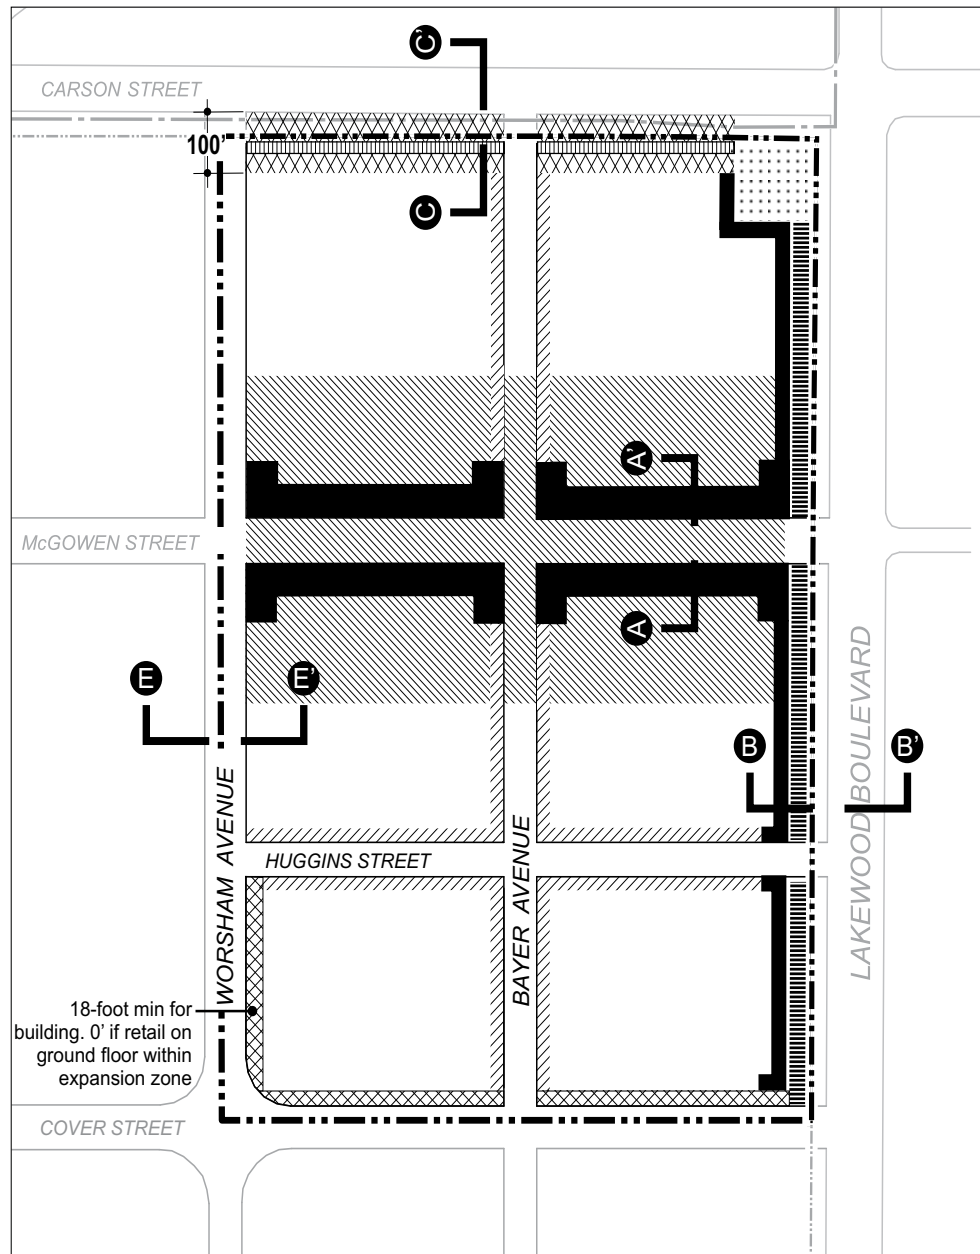 C'
CARSON STREET
100'
C
A'
McGOWEN STREET
A
E
E'
B
B'
LAKEWOOD BOULEVARD
WORSHAM AVENUE
HUGGINS STREET
BAYER AVENUE
18-foot min for
building. 0' if retail on
ground floor within
expansion zone
COVER STREET